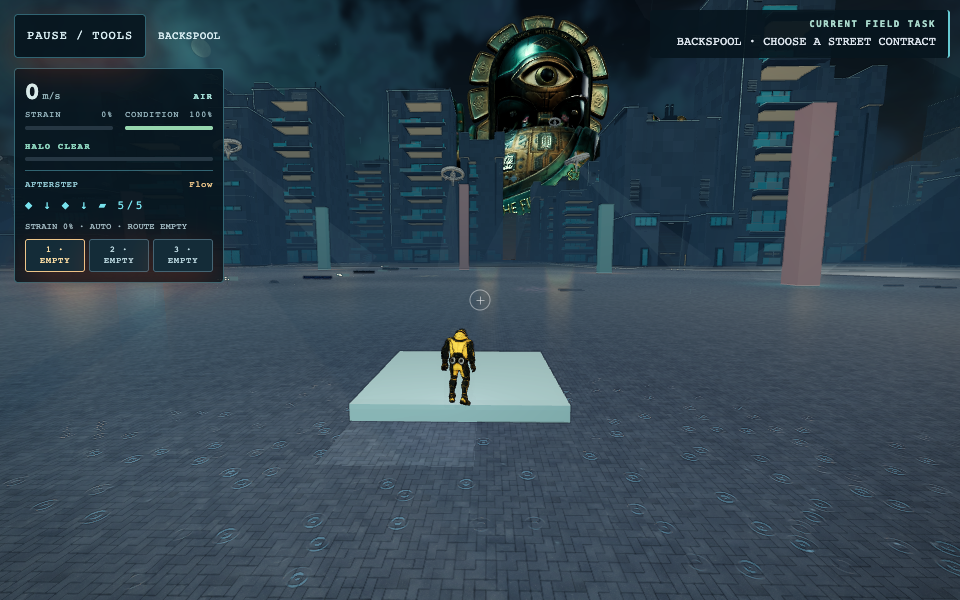 PAUSE / TOOLS
BACKSPOOL
CURRENT FIELD TASK
BACKSPOOL · CHOOSE A STREET CONTRACT
0 m/s
AIR
STRAIN 0%
CONDITION 100%
HALO CLEAR
AFTERSTEP
Flow
5/5
STRAIN 0% · AUTO · ROUTE EMPTY
1 · EMPTY
2 · EMPTY
3 · EMPTY